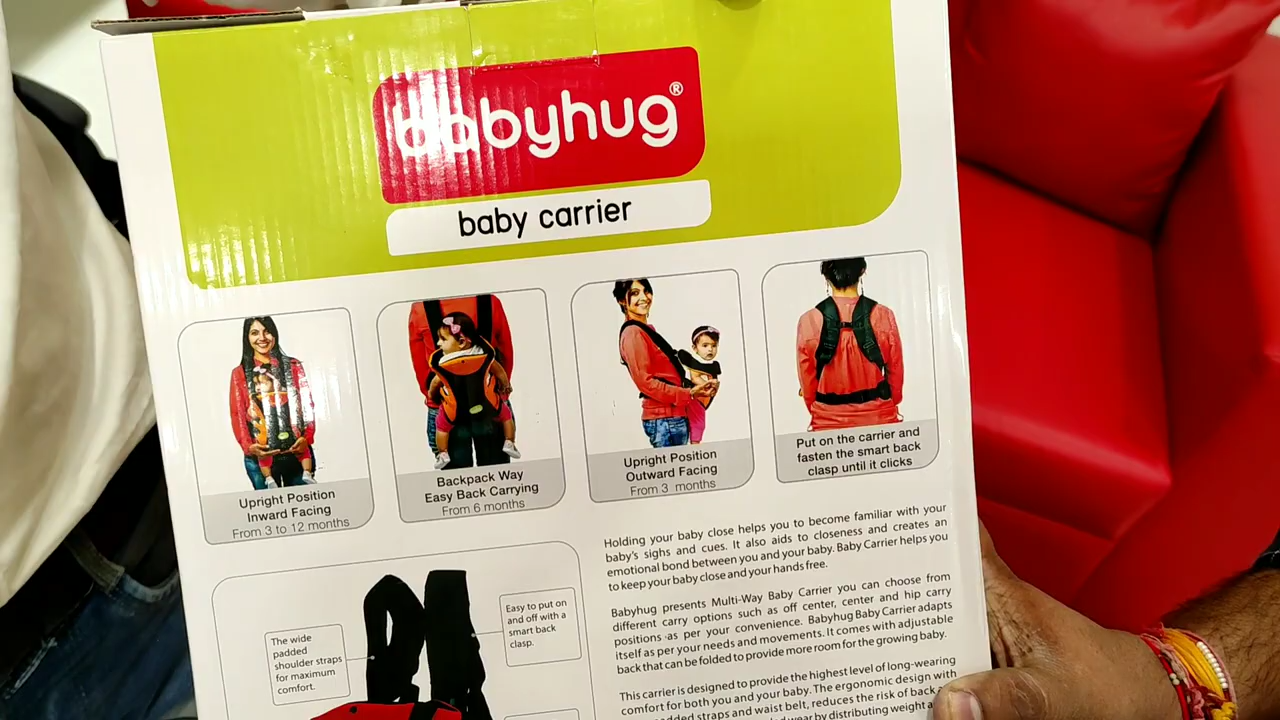 babyhug®
baby carrier
Upright Position
Inward Facing
From 3 to 12 months
Backpack Way
Easy Back Carrying
From 6 months
Upright Position
Outward Facing
From 3 months
Put on the carrier and
fasten the smart back
clasp until it clicks
Holding your baby close helps you to become familiar with your
baby's sighs and cues. It also aids to closeness and creates an
emotional bond between you and your baby. Baby Carrier helps you
to keep your baby close and your hands free.
Babyhug presents Multi-Way Baby Carrier you can choose from
different carry options such as off center, center and hip carry
positions as per your convenience. Babyhug Baby Carrier adapts
itself as per your needs and movements. It comes with adjustable
back that can be folded to provide more room for the growing baby.
This carrier is designed to provide the highest level of long-wearing
comfort for both you and your baby. The ergonomic design with
straps and waist belt, reduces the risk of back
wear by distributing weight
The wide
padded
shoulder straps
for maximum
comfort.
Easy to put on
and off with a
smart back
clasp.